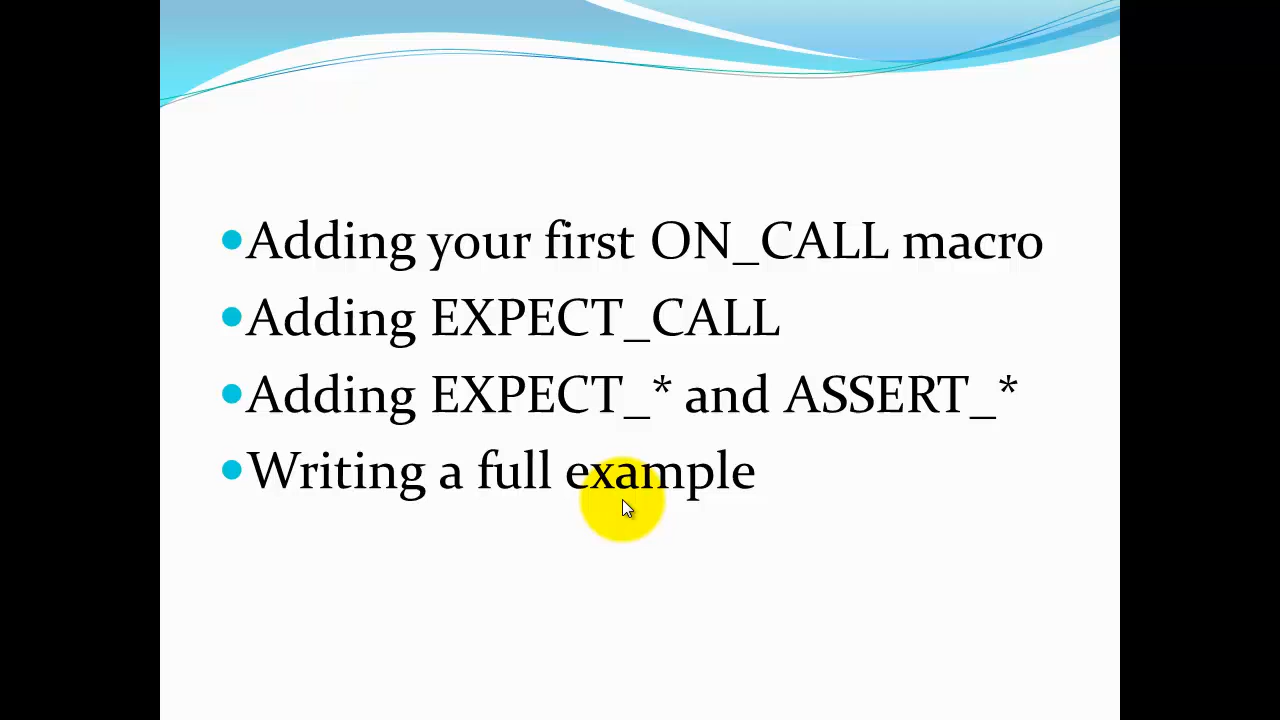 •Adding your first ON_CALL macro
•Adding EXPECT_CALL
•Adding EXPECT_* and ASSERT_*
•Writing a full example